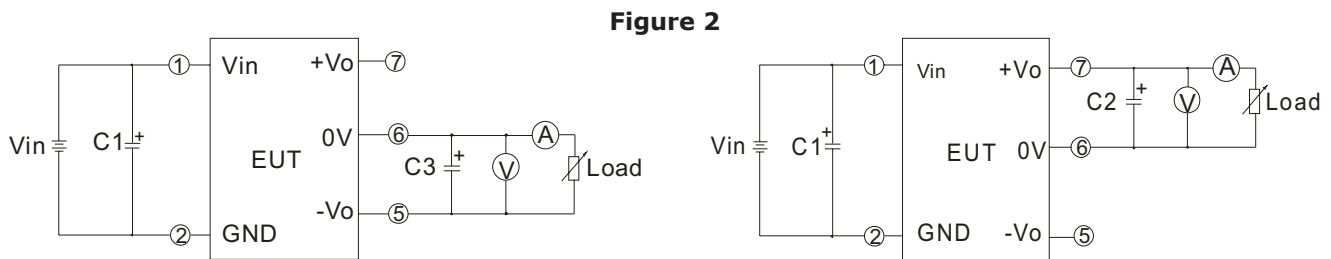 Figure 2
① Vin +Vo ⑦
Vin C1 + EUT
0V ⑥ A
C3 + V Load
② GND -Vo ⑤
① Vin +Vo ⑦ A
C2 + V Load
Vin C1 + EUT 0V ⑥
② GND -Vo ⑤